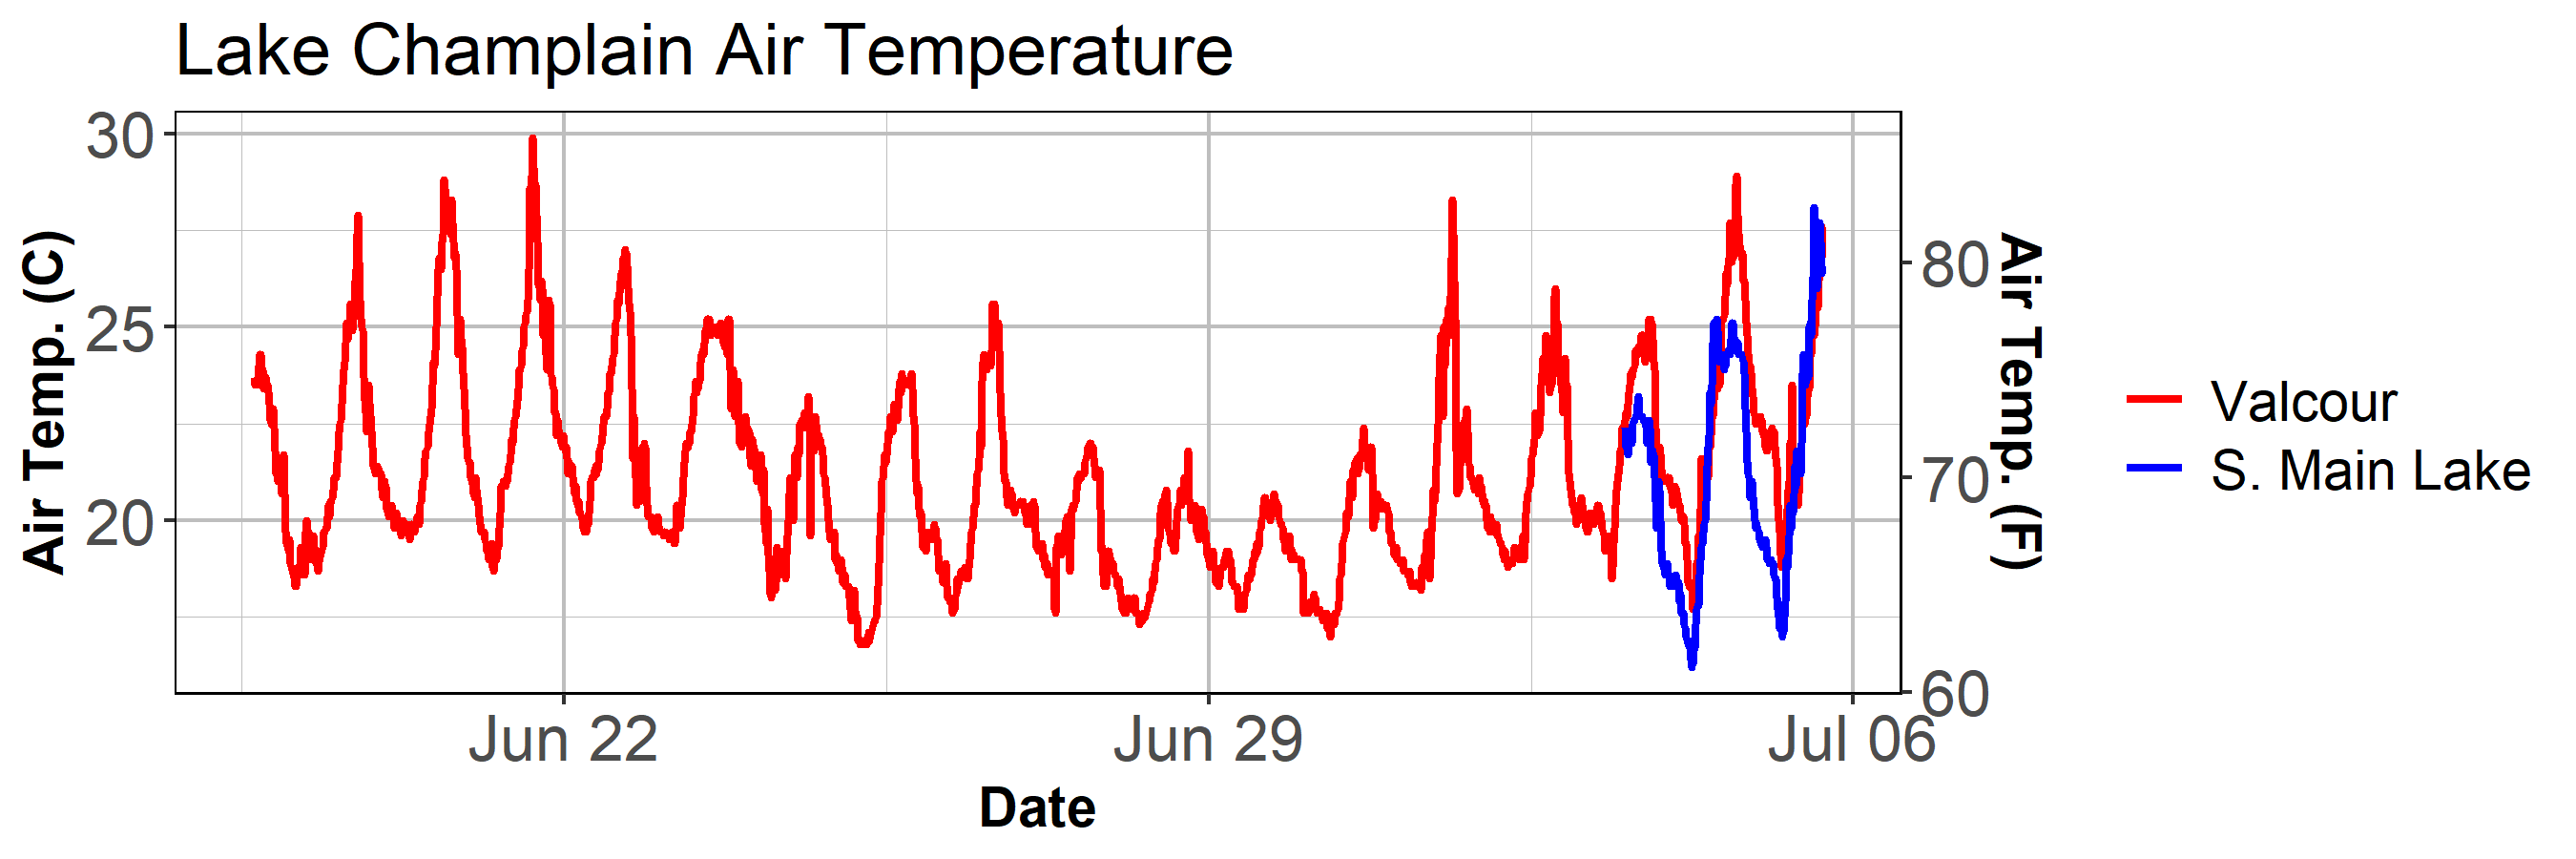 Lake Champlain Air Temperature
Air Temp. (C)
30
25
20
Jun 22
Jun 29
Jul 06
Date
80
70
60
Air Temp. (F)
Valcour
S. Main Lake